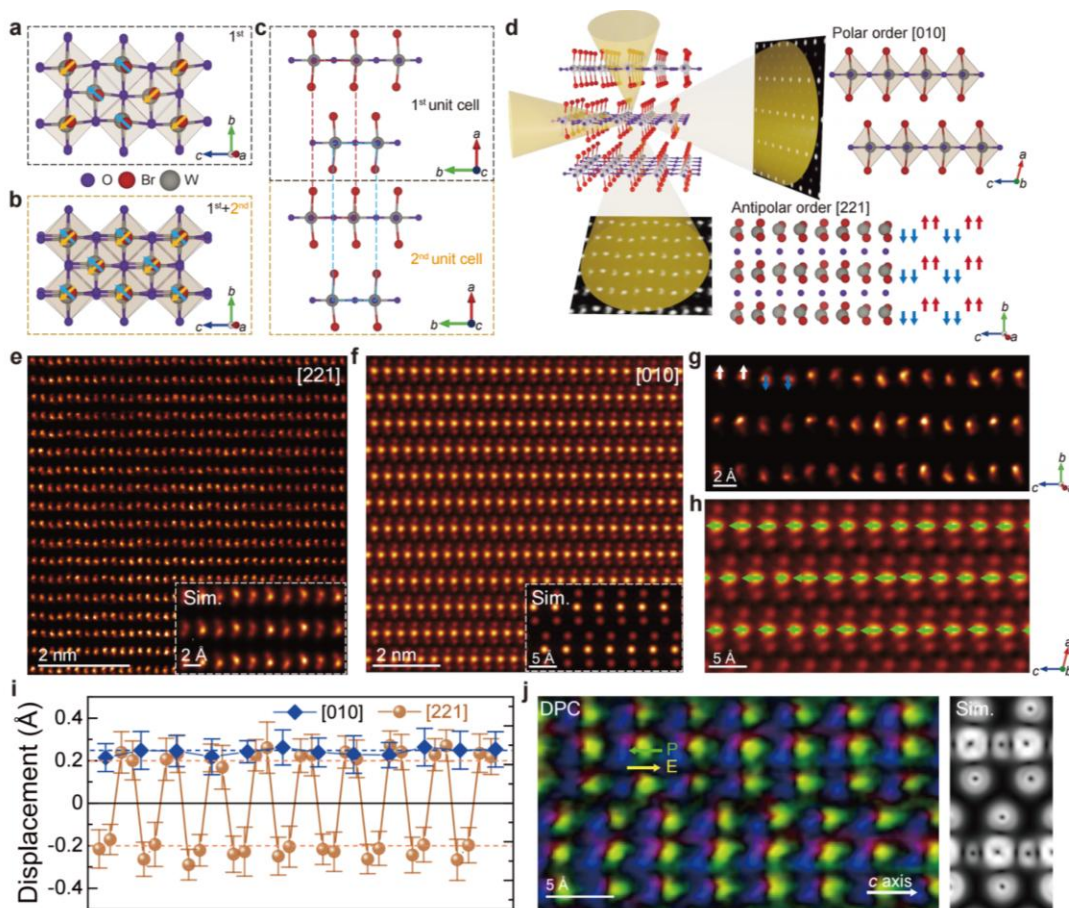 a
1st
b
c
O Br W
b
1st+2nd
b
c
a
c
1st unit cell
a
b
c
2nd unit cell
a
b
c
d
Polar order [010]
a
c
b
Antipolar order [221]
b
c
a
e
[221]
Sim.
2 nm
2 Å
f
[010]
Sim.
2 nm
5 Å
g
2 Å
b
c
h
5 Å
a
c
b
i
[010] [221]
Displacement (Å)
0.4
0.2
0
-0.2
-0.4
j
DPC
P
E
5 Å
c axis
Sim.